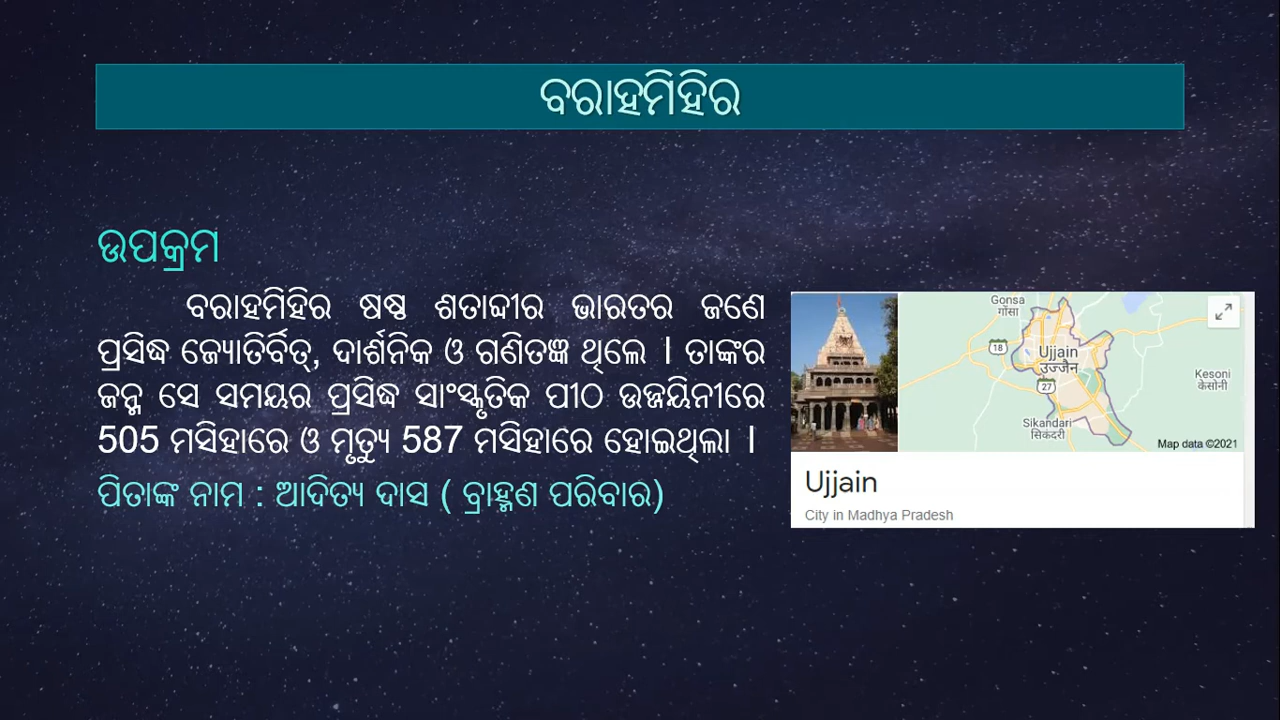 ବରାହମିହିର
ଉପକ୍ରମ
ବରାହମିହିର ଷଷ୍ଠ ଶତାବ୍ଦୀର ଭାରତର ଜଣେ
ପ୍ରସିଦ୍ଧ ଜ୍ୟୋତିର୍ବିତ୍, ଦାର୍ଶନିକ ଓ ଗଣିତଜ୍ଞ ଥିଲେ । ତାଙ୍କର
ଜନ୍ମ ସେ ସମୟର ପ୍ରସିଦ୍ଧ ସାଂସ୍କୃତିକ ପୀଠ ଉଜ୍ଜୟିନୀରେ
505 ମସିହାରେ ଓ ମୃତ୍ୟୁ 587 ମସିହାରେ ହୋଇଥିଲା ।
ପିତାଙ୍କ ନାମ : ଆଦିତ୍ୟ ଦାସ ( ବ୍ରାହ୍ମଣ ପରିବାର)
Gonsa
गोंसा
18
Ujjain
उज्जैन
27
Kesoni
केसोनी
Sikandari
सिकंदरी
Map data ©2021
Ujjain
City in Madhya Pradesh